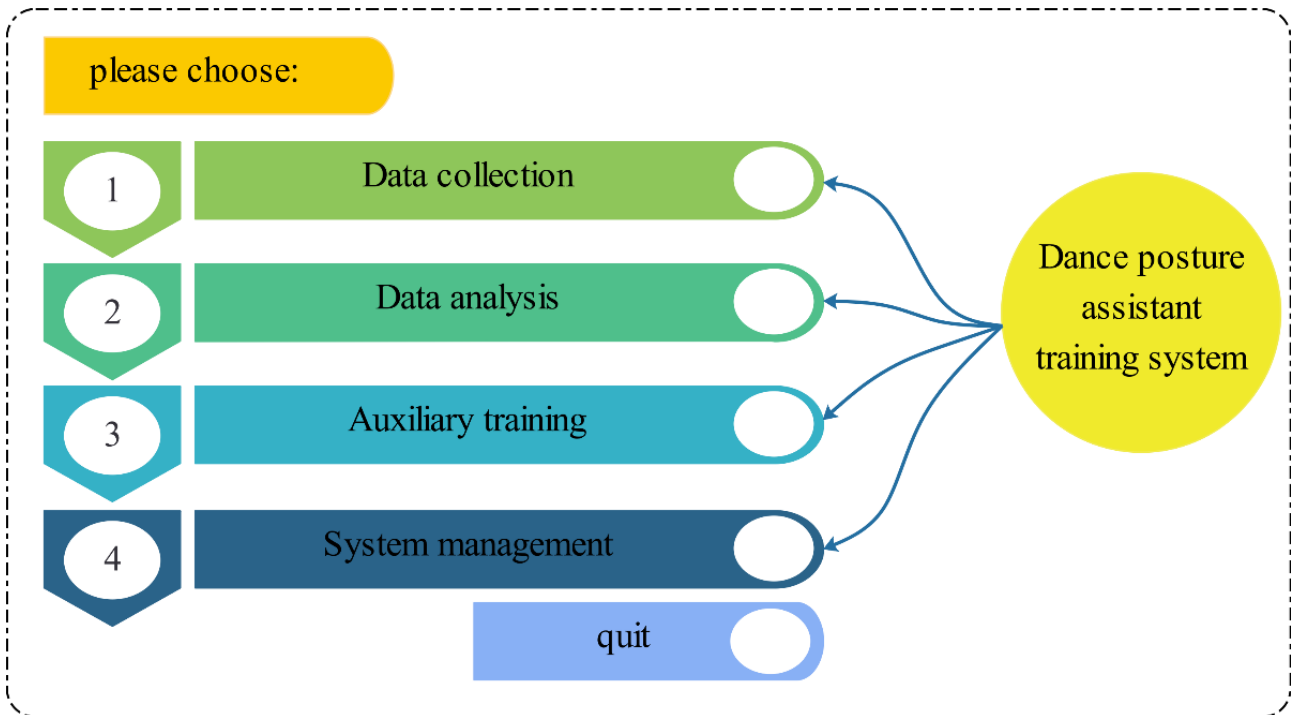 please choose:
1
Data collection
2
Data analysis
3
Auxiliary training
4
System management
quit
Dance posture
assistant
training system